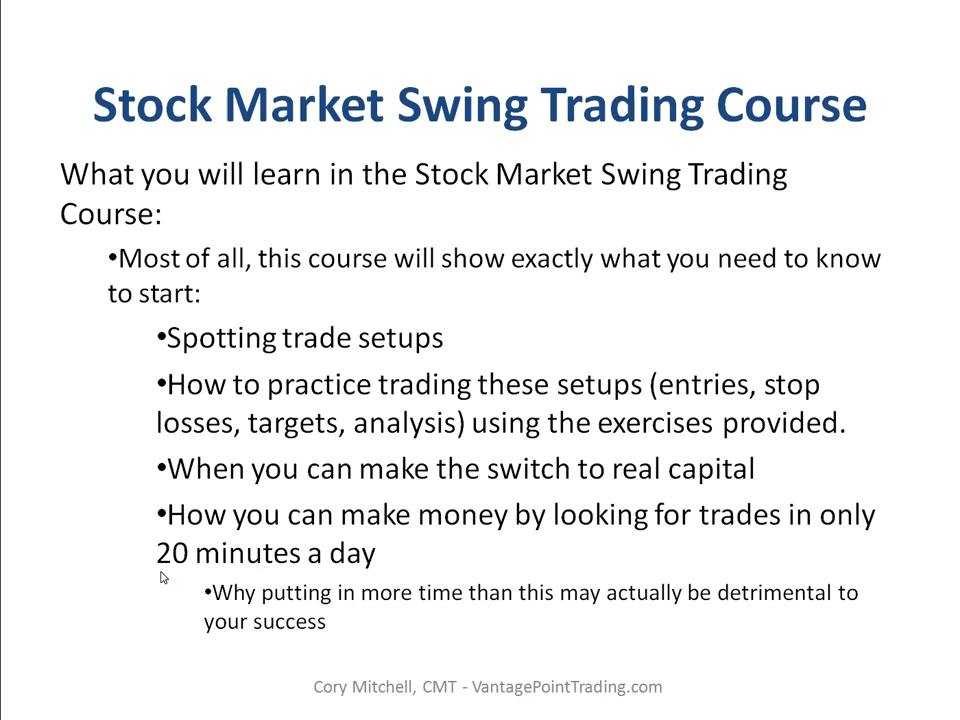 Stock Market Swing Trading Course
What you will learn in the Stock Market Swing Trading
Course:
•Most of all, this course will show exactly what you need to know
to start:
•Spotting trade setups
•How to practice trading these setups (entries, stop
losses, targets, analysis) using the exercises provided.
•When you can make the switch to real capital
•How you can make money by looking for trades in only
20 minutes a day
•Why putting in more time than this may actually be detrimental to
your success
Cory Mitchell, CMT - VantagePointTrading.com